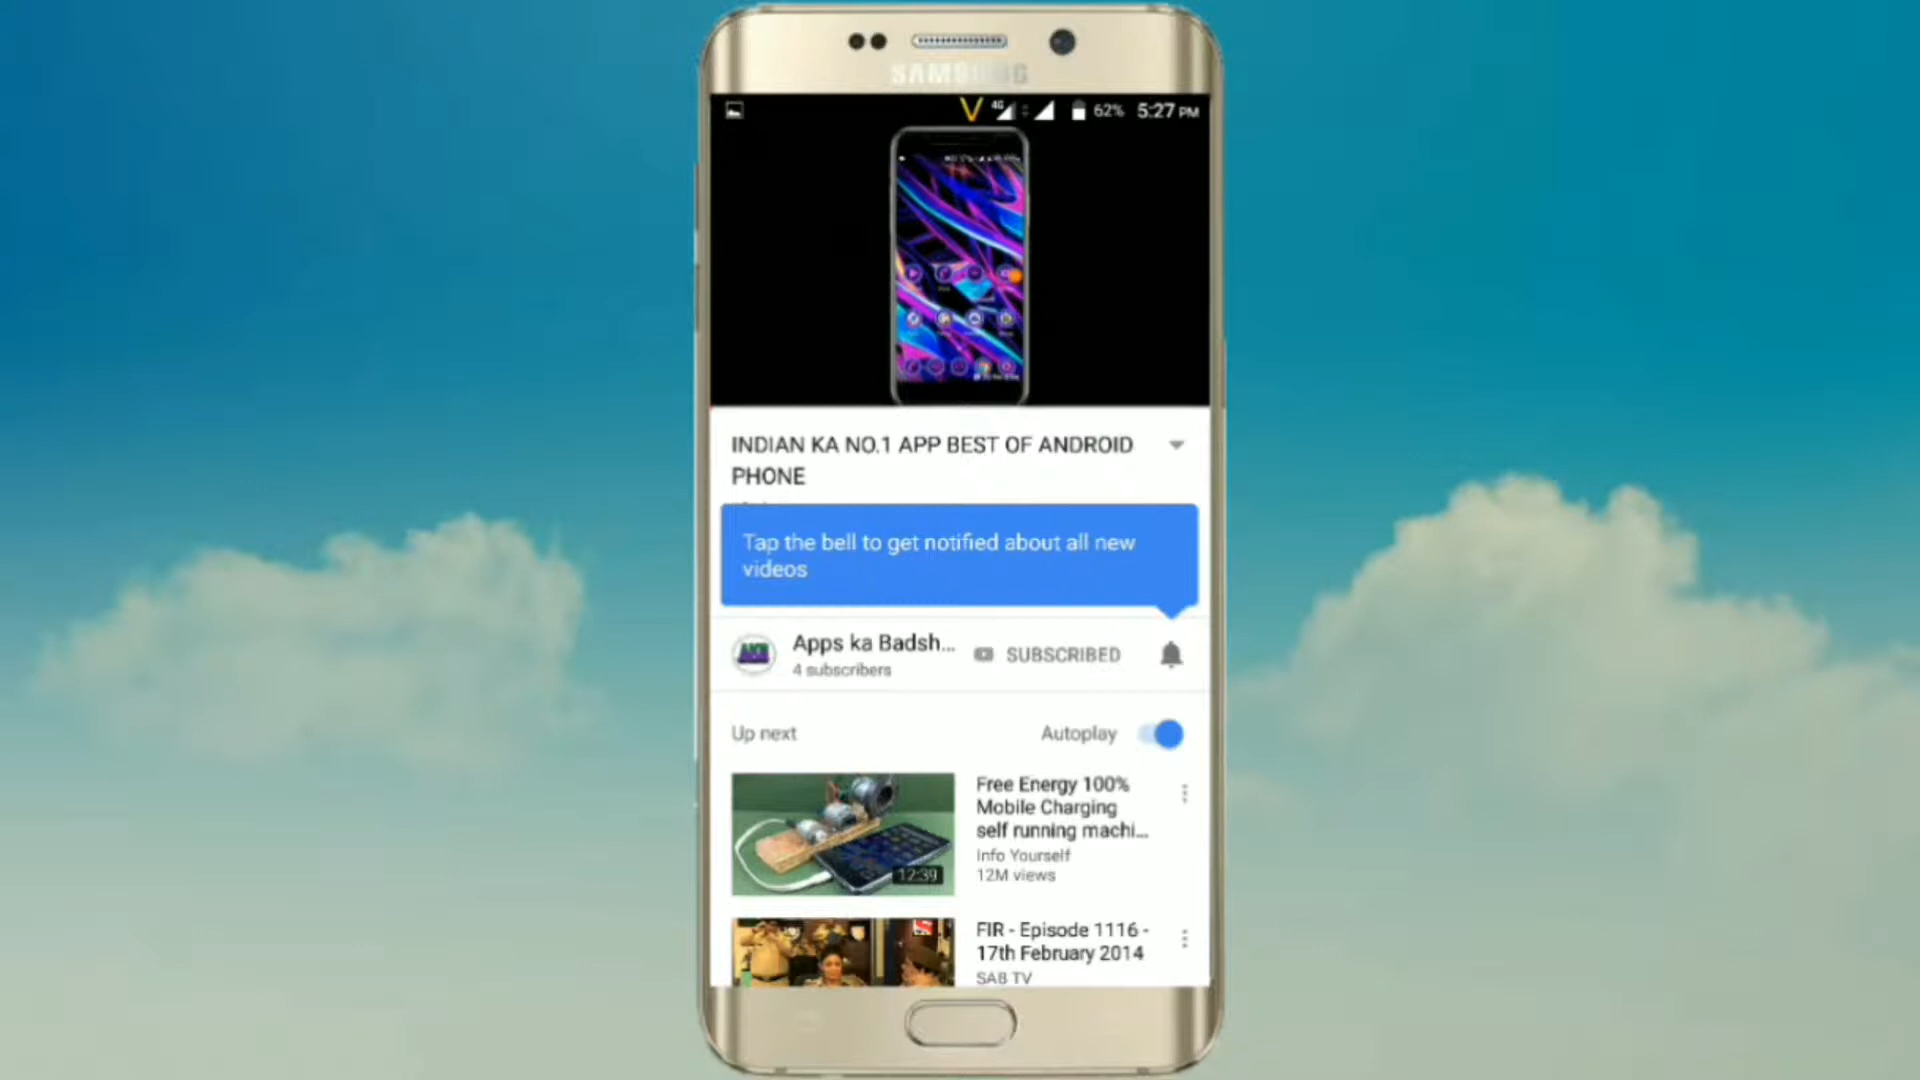 SAMSUNG
4G 62% 5:27 PM
INDIAN KA NO.1 APP BEST OF ANDROID
PHONE
Tap the bell to get notified about all new
videos
Apps ka Badsh...
SUBSCRIBED
4 subscribers
Up next
Autoplay
Free Energy 100%
Mobile Charging
self running machi...
Info Yourself
12M views
12:39
FIR - Episode 1116 -
17th February 2014
SAB TV